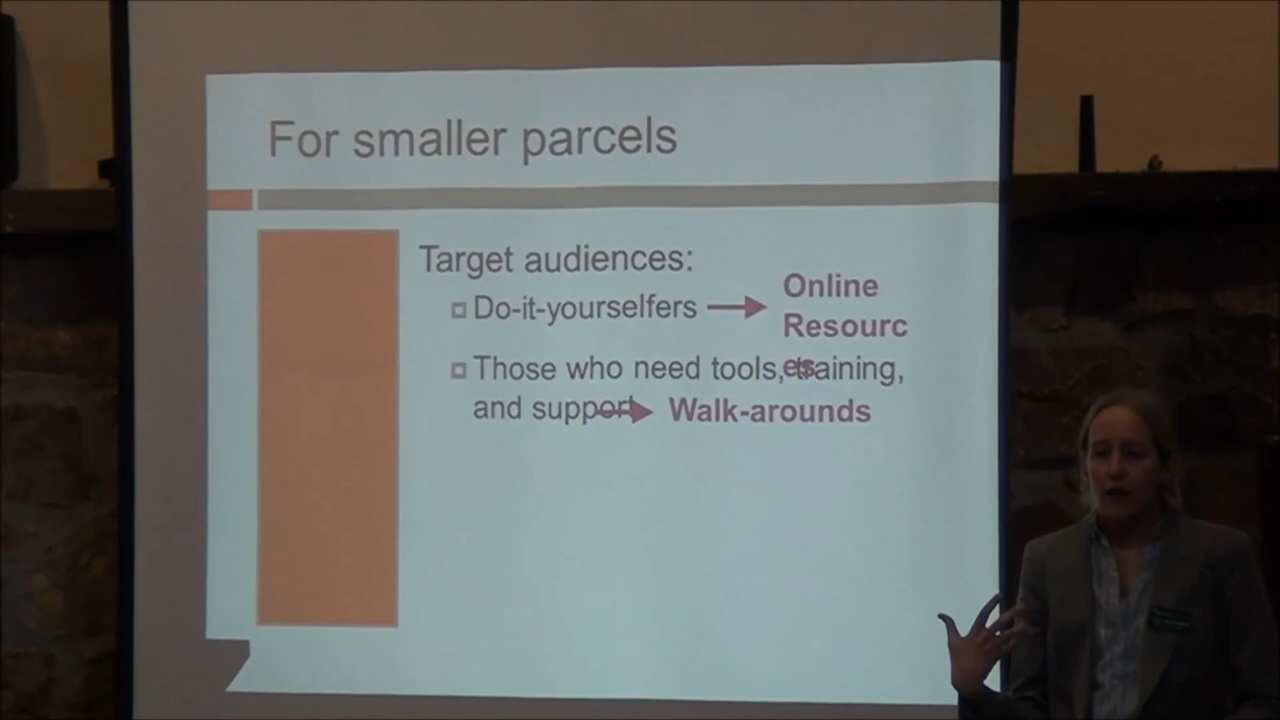 For smaller parcels
Target audiences:
Do-it-yourselfers
Online
Resourc
es
Those who need tools, training,
and support
Walk-arounds